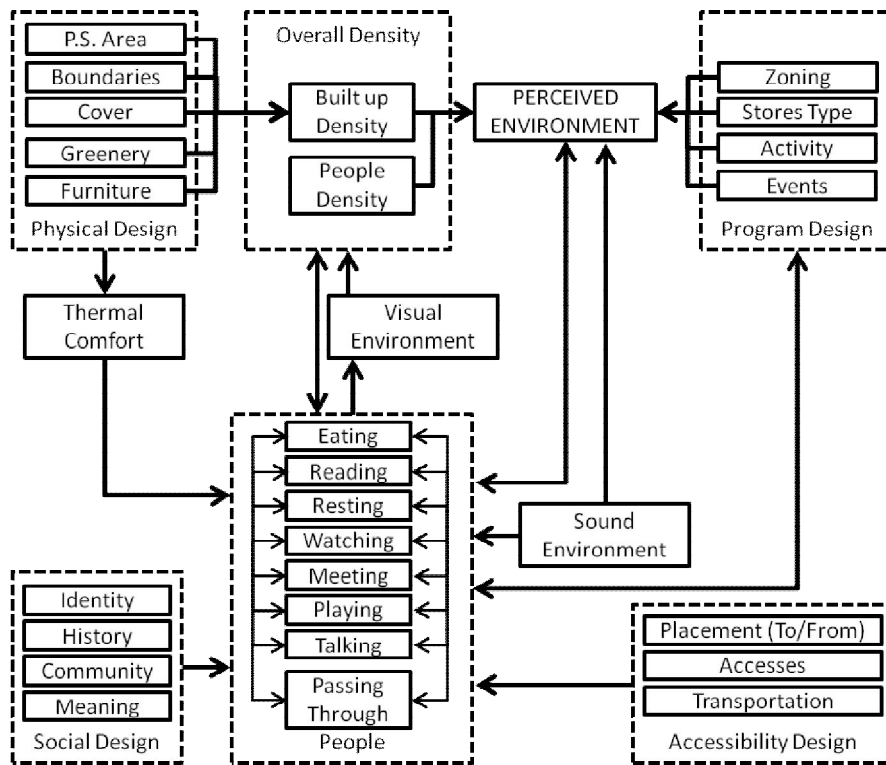 P.S. Area
Boundaries
Cover
Greenery
Furniture
Physical Design
Overall Density
Built up
Density
People
Density
PERCEIVED
ENVIRONMENT
Zoning
Stores Type
Activity
Events
Program Design
Thermal
Comfort
Visual
Environment
Eating
Reading
Resting
Watching
Meeting
Playing
Talking
Passing
Through
People
Sound
Environment
Identity
History
Community
Meaning
Social Design
Placement (To/From)
Accesses
Transportation
Accessibility Design